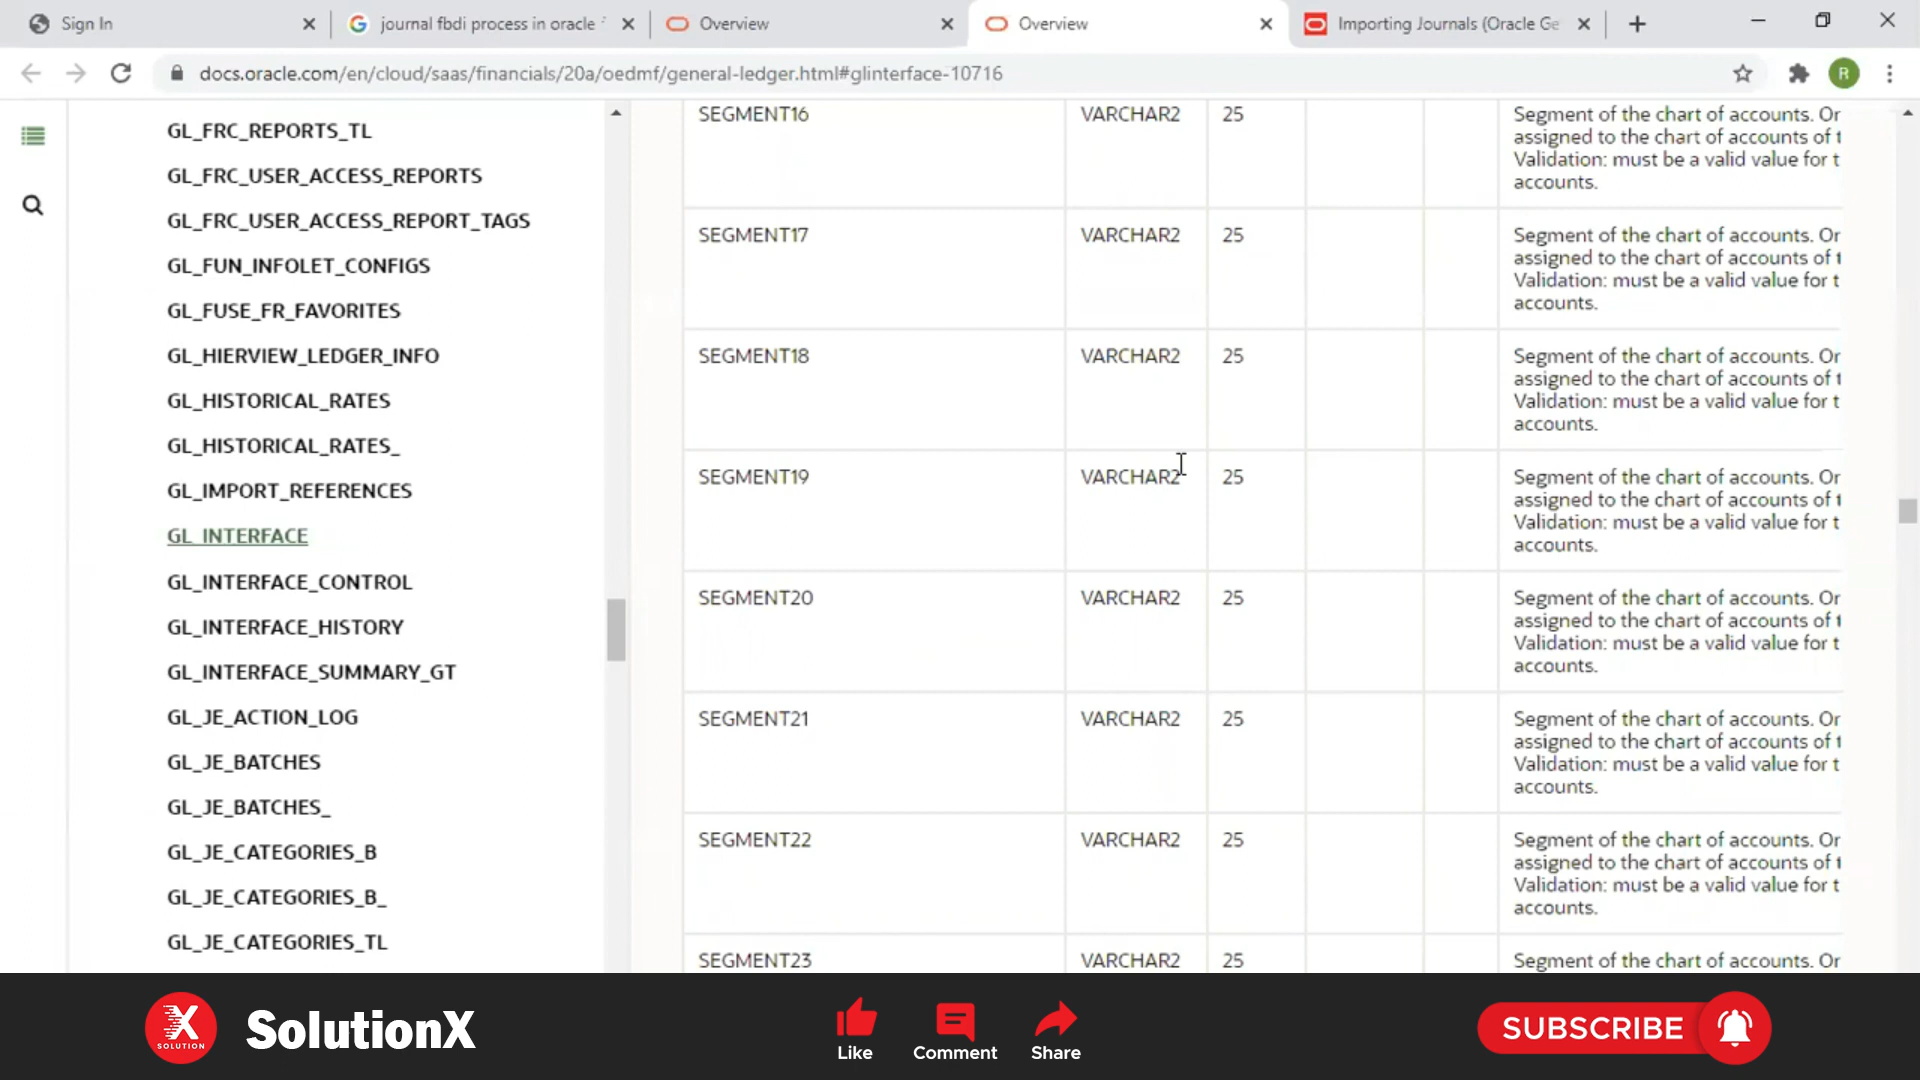 Sign In
journal fbdi process in oracle
Overview
Overview
Importing Journals (Oracle Ge
docs.oracle.com/en/cloud/saas/financials/20a/oedmf/general-ledger.html#glinterface-10716
R
GL_FRC_REPORTS_TL
GL_FRC_USER_ACCESS_REPORTS
GL_FRC_USER_ACCESS_REPORT_TAGS
GL_FUN_INFOLET_CONFIGS
GL_FUSE_FR_FAVORITES
GL_HIERVIEW_LEDGER_INFO
GL_HISTORICAL_RATES
GL_HISTORICAL_RATES_
GL_IMPORT_REFERENCES
GL_INTERFACE
GL_INTERFACE_CONTROL
GL_INTERFACE_HISTORY
GL_INTERFACE_SUMMARY_GT
GL_JE_ACTION_LOG
GL_JE_BATCHES
GL_JE_BATCHES_
GL_JE_CATEGORIES_B
GL_JE_CATEGORIES_B_
GL_JE_CATEGORIES_TL
SEGMENT16 VARCHAR2 25 Segment of the chart of accounts. Or
assigned to the chart of accounts of t
Validation: must be a valid value for t
accounts.
SEGMENT17 VARCHAR2 25 Segment of the chart of accounts. Or
assigned to the chart of accounts of t
Validation: must be a valid value for t
accounts.
SEGMENT18 VARCHAR2 25 Segment of the chart of accounts. Or
assigned to the chart of accounts of t
Validation: must be a valid value for t
accounts.
SEGMENT19 VARCHAR2 25 Segment of the chart of accounts. Or
assigned to the chart of accounts of t
Validation: must be a valid value for t
accounts.
SEGMENT20 VARCHAR2 25 Segment of the chart of accounts. Or
assigned to the chart of accounts of t
Validation: must be a valid value for t
accounts.
SEGMENT21 VARCHAR2 25 Segment of the chart of accounts. Or
assigned to the chart of accounts of t
Validation: must be a valid value for t
accounts.
SEGMENT22 VARCHAR2 25 Segment of the chart of accounts. Or
assigned to the chart of accounts of t
Validation: must be a valid value for t
accounts.
SEGMENT23 VARCHAR2 25 Segment of the chart of accounts. Or
X
SOLUTION
SolutionX
Like
Comment
Share
SUBSCRIBE